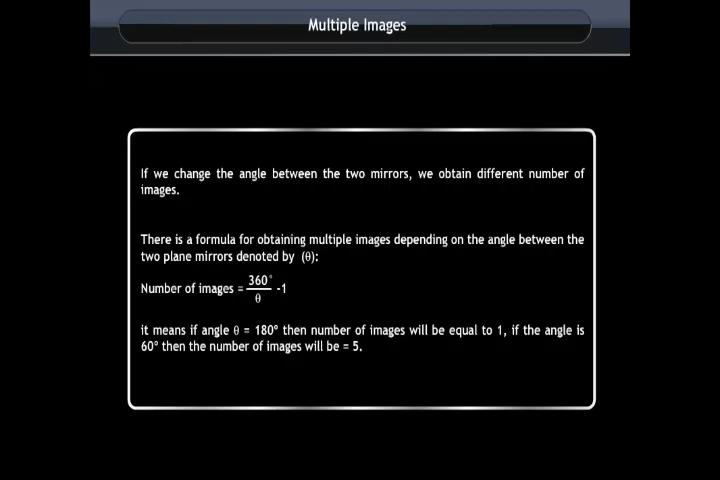 Multiple Images
If we change the angle between the two mirrors, we obtain different number of
images.
There is a formula for obtaining multiple images depending on the angle between the
two plane mirrors denoted by (θ):
Number of images = 360°/θ -1
it means if angle θ = 180° then number of images will be equal to 1, if the angle is
60° then the number of images will be = 5.